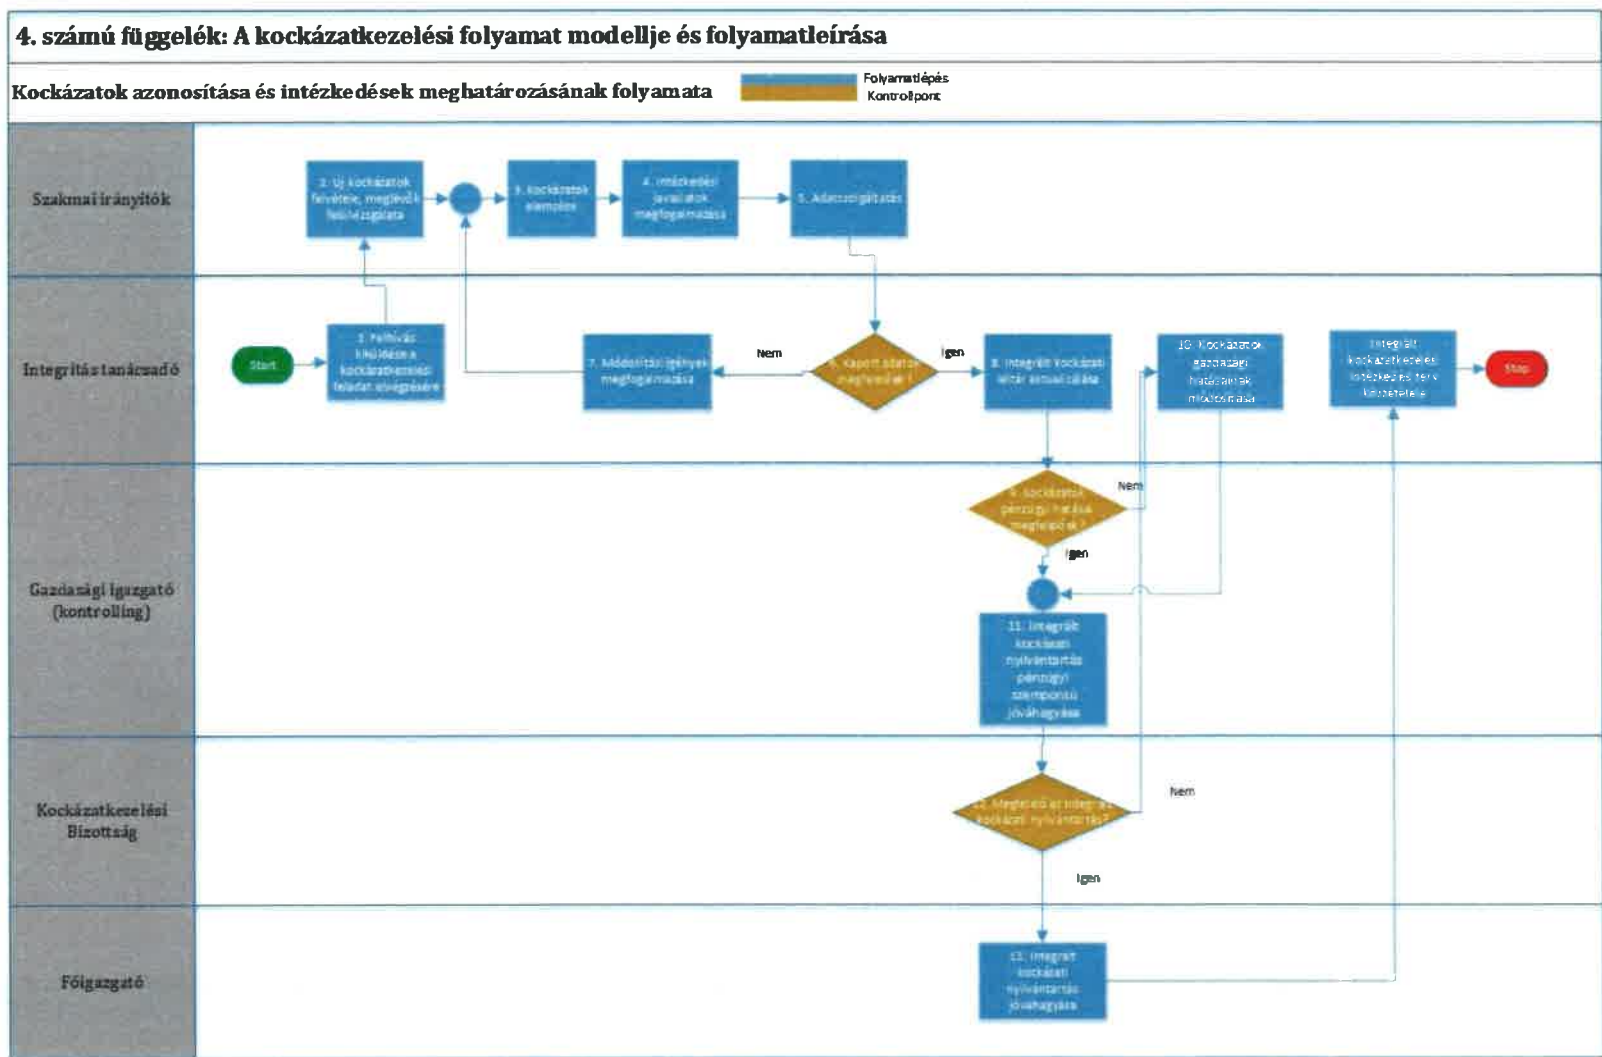 4. számú függelék: A kockázatkezelési folyamat modellje és folyamatleírása
Kockázatok azonosítása és intézkedések meghatározásának folyamata
Folyamatlépés
Kontrollpont
Szakmai irányítók
2. Új kockázatok
felvétele, meglévők
felülvizsgálata
3. Kockázatok
elemzése
4. Intézkedési
javaslatok
megfogalmazása
5. Adatszolgáltatás
Integritás tanácsadó
Start
1. Felhívás
kiküldése a
kockázatkezelési
feladat elvégzésére
7. Módosítási igények
megfogalmazása
Nem
6. Kapott adatok
megfelelőek?
Igen
8. Integrált kockázati
leltár aktualizálása
10. Kockázatok
gazdasági
hatásainak
módosítása
Integrált
kockázatkezelési
intézkedési terv
közzététele
Stop
Gazdasági Igazgató
(kontrolling)
9. Kockázatok
pénzügyi hatásai
megfelelőek?
Nem
Igen
11. Integrált
kockázati
nyilvántartás
pénzügyi
szempontú
jóváhagyása
Kockázatkezelési
Bizottság
12. Megfelelő az integrált
kockázati nyilvántartás?
Nem
Igen
Főigazgató
13. Integrált
kockázati
nyilvántartás
jóváhagyása